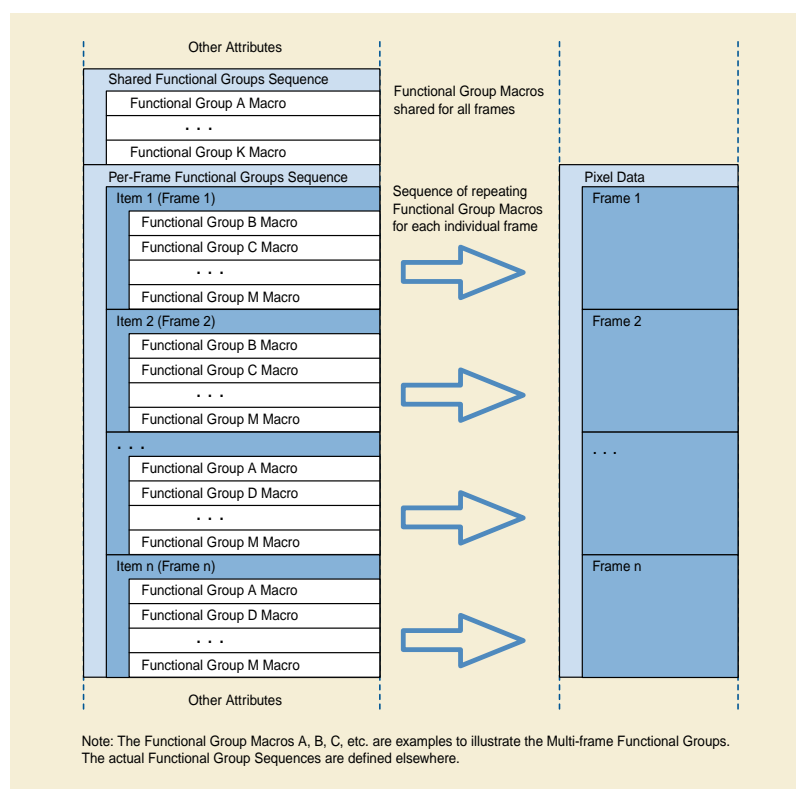 Other Attributes
Shared Functional Groups Sequence
Functional Group A Macro
. . .
Functional Group K Macro
Functional Group Macros
shared for all frames
Per-Frame Functional Groups Sequence
Item 1 (Frame 1)
Functional Group B Macro
Functional Group C Macro
. . .
Functional Group M Macro
Item 2 (Frame 2)
Functional Group B Macro
Functional Group C Macro
. . .
Functional Group M Macro
. . .
Functional Group A Macro
Functional Group D Macro
. . .
Functional Group M Macro
Item n (Frame n)
Functional Group A Macro
Functional Group D Macro
. . .
Functional Group M Macro
Other Attributes
Sequence of repeating
Functional Group Macros
for each individual frame
Pixel Data
Frame 1
Frame 2
. . .
Frame n
Note: The Functional Group Macros A, B, C, etc. are examples to illustrate the Multi-frame Functional Groups.
The actual Functional Group Sequences are defined elsewhere.